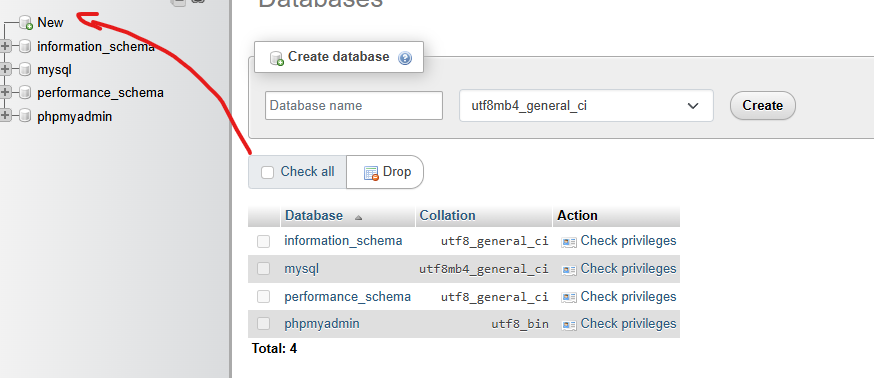 Databases
New
information_schema
mysql
performance_schema
phpmyadmin
Create database
Database name utf8mb4_general_ci Create
Check all Drop
Database Collation Action
information_schema utf8_general_ci Check privileges
mysql utf8mb4_general_ci Check privileges
performance_schema utf8_general_ci Check privileges
phpmyadmin utf8_bin Check privileges
Total: 4